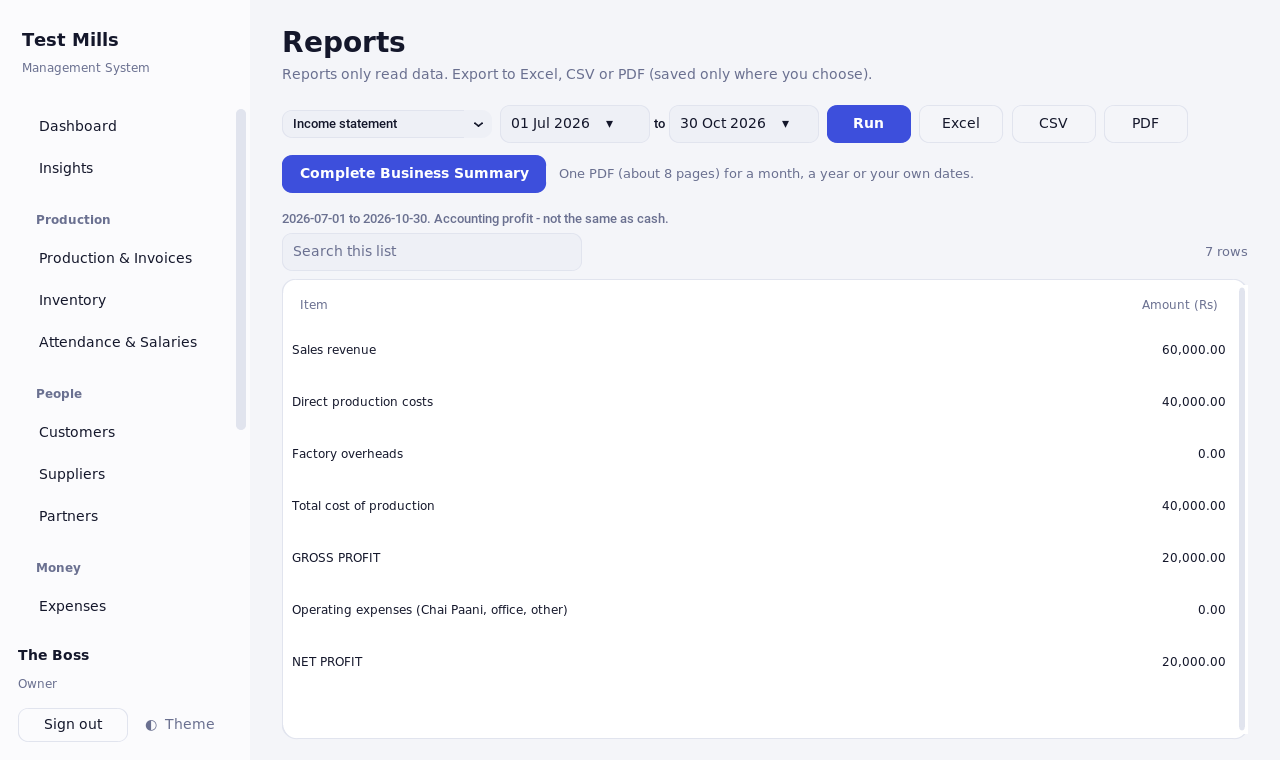 Test Mills
Management System
Dashboard
Insights
Production
Production & Invoices
Inventory
Attendance & Salaries
People
Customers
Suppliers
Partners
Money
Expenses
The Boss
Owner
Sign out
◐ Theme
Reports
Reports only read data. Export to Excel, CSV or PDF (saved only where you choose).
Income statement 01 Jul 2026 ▾ to 30 Oct 2026 ▾ Run Excel CSV PDF
Complete Business Summary One PDF (about 8 pages) for a month, a year or your own dates.
2026-07-01 to 2026-10-30. Accounting profit - not the same as cash.
Search this list 7 rows
Item Amount (Rs)
Sales revenue 60,000.00
Direct production costs 40,000.00
Factory overheads 0.00
Total cost of production 40,000.00
GROSS PROFIT 20,000.00
Operating expenses (Chai Paani, office, other) 0.00
NET PROFIT 20,000.00